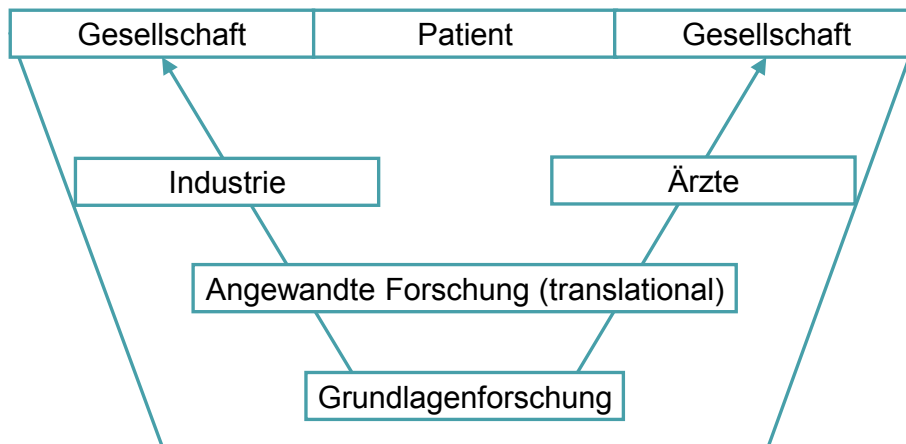 Gesellschaft Patient Gesellschaft
Industrie Ärzte
Angewandte Forschung (translational)
Grundlagenforschung